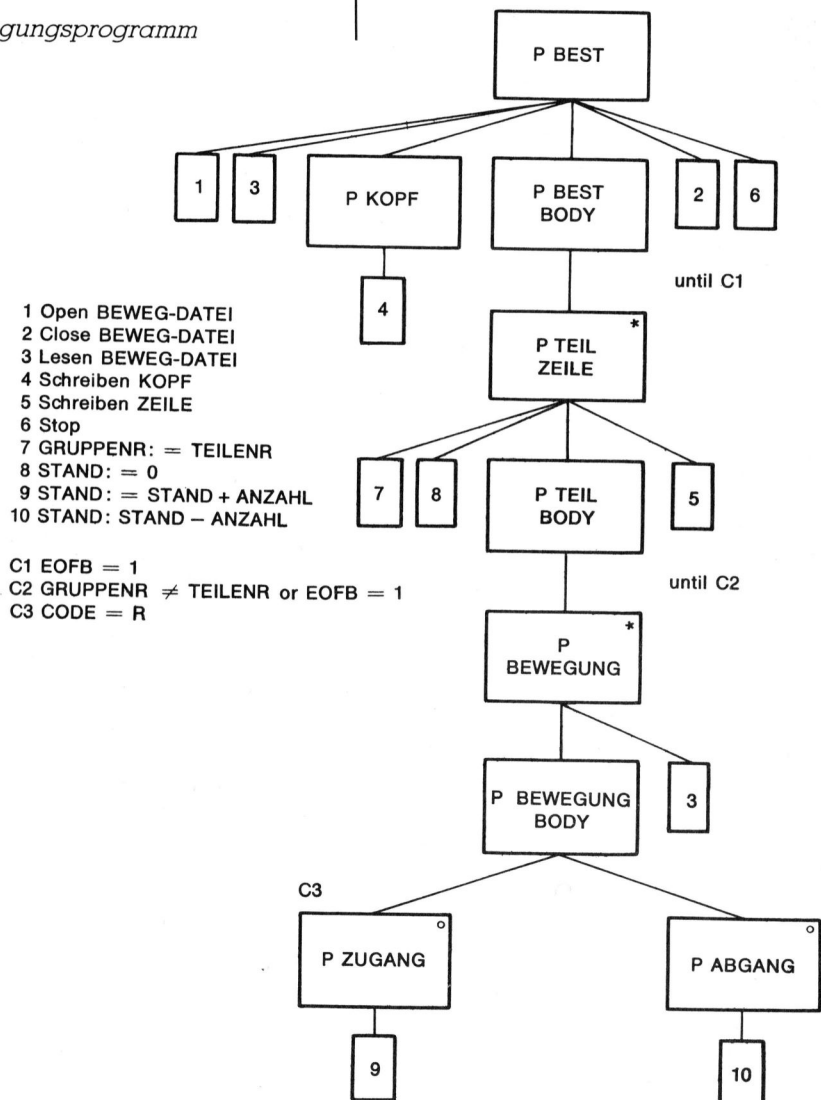 gungsprogramm
P BEST
1
3
P KOPF
P BEST
BODY
2
6
until C1
4
1 Open BEWEG-DATEI
2 Close BEWEG-DATEI
3 Lesen BEWEG-DATEI
4 Schreiben KOPF
5 Schreiben ZEILE
6 Stop
7 GRUPPENR: = TEILENR
8 STAND: = 0
9 STAND: = STAND + ANZAHL
10 STAND: STAND — ANZAHL
C1 EOFB = 1
C2 GRUPPENR ≠ TEILENR or EOFB = 1
C3 CODE = R
P TEIL *
ZEILE
7
8
P TEIL
BODY
5
until C2
P *
BEWEGUNG
P BEWEGUNG
BODY
3
C3
P ZUGANG °
P ABGANG °
9
10